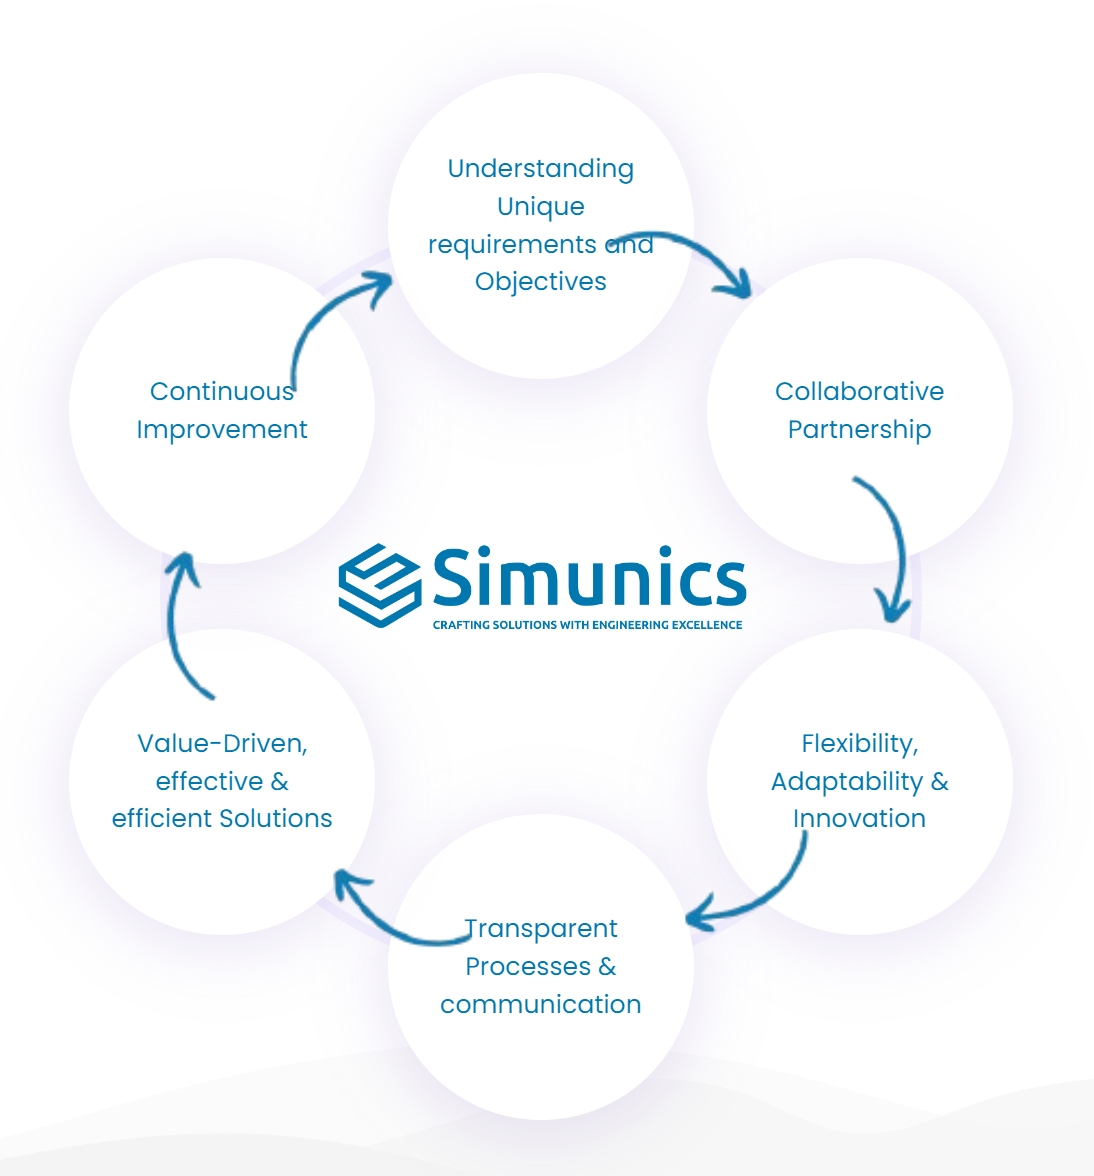 Understanding
Unique
requirements and
Objectives
Collaborative
Partnership
Flexibility,
Adaptability &
Innovation
Transparent
Processes &
communication
Value-Driven,
effective &
efficient Solutions
Continuous
Improvement
Simunics
CRAFTING SOLUTIONS WITH ENGINEERING EXCELLENCE